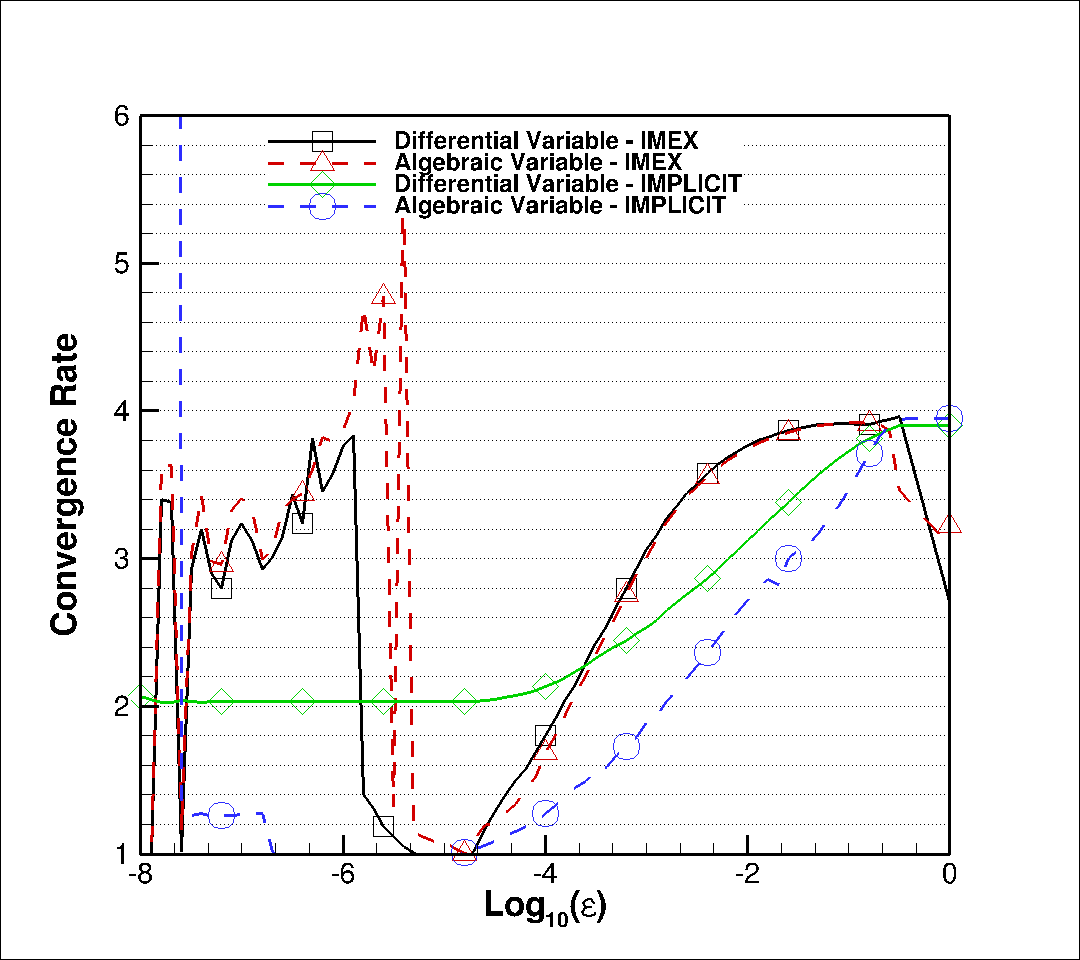 6
Differential Variable - IMEX
Algebraic Variable - IMEX
Differential Variable - IMPLICIT
Algebraic Variable - IMPLICIT
5
4
3
2
1
Convergence Rate
-8 -6 -4 -2 0
Log10(ε)